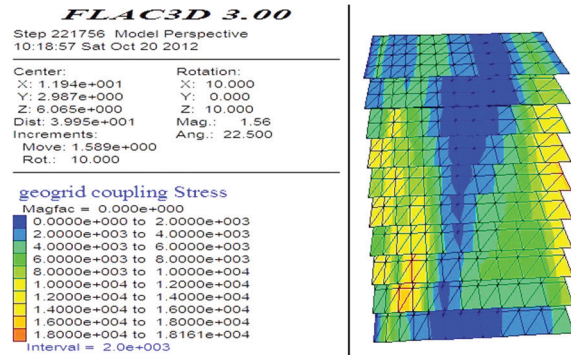 FLAC3D 3.00
Step 221756 Model Perspective
10:18:57 Sat Oct 20 2012
Center: Rotation:
X: 1.194e+001 X: 10.000
Y: 2.987e+000 Y: 0.000
Z: 6.065e+000 Z: 10.000
Dist: 3.995e+001 Mag.: 1.56
Increments: Ang.: 22.500
Move: 1.589e+000
Rot.: 10.000
geogrid coupling Stress
Magfac = 0.000e+000
0.0000e+000 to 2.0000e+003
2.0000e+003 to 4.0000e+003
4.0000e+003 to 6.0000e+003
6.0000e+003 to 8.0000e+003
8.0000e+003 to 1.0000e+004
1.0000e+004 to 1.2000e+004
1.2000e+004 to 1.4000e+004
1.4000e+004 to 1.6000e+004
1.6000e+004 to 1.8000e+004
1.8000e+004 to 1.8161e+004
Interval = 2.0e+003